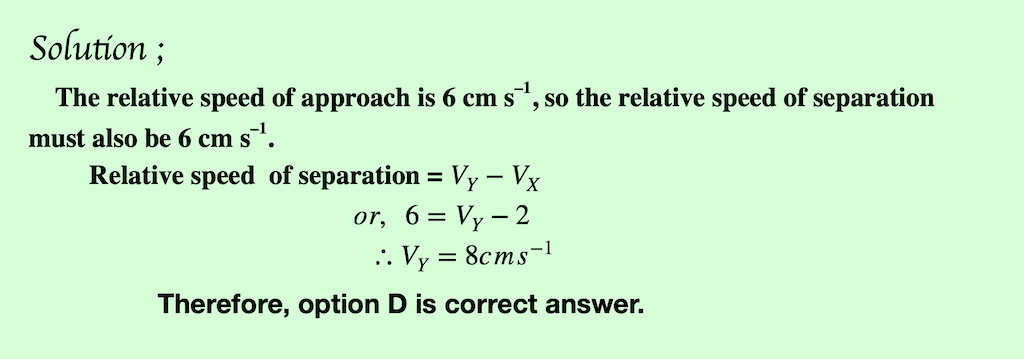 Solution ;
The relative speed of approach is 6 cm s⁻¹, so the relative speed of separation
must also be 6 cm s⁻¹.
Relative speed of separation = V_Y − V_X
or, 6 = V_Y − 2
∴ V_Y = 8cms⁻¹
Therefore, option D is correct answer.